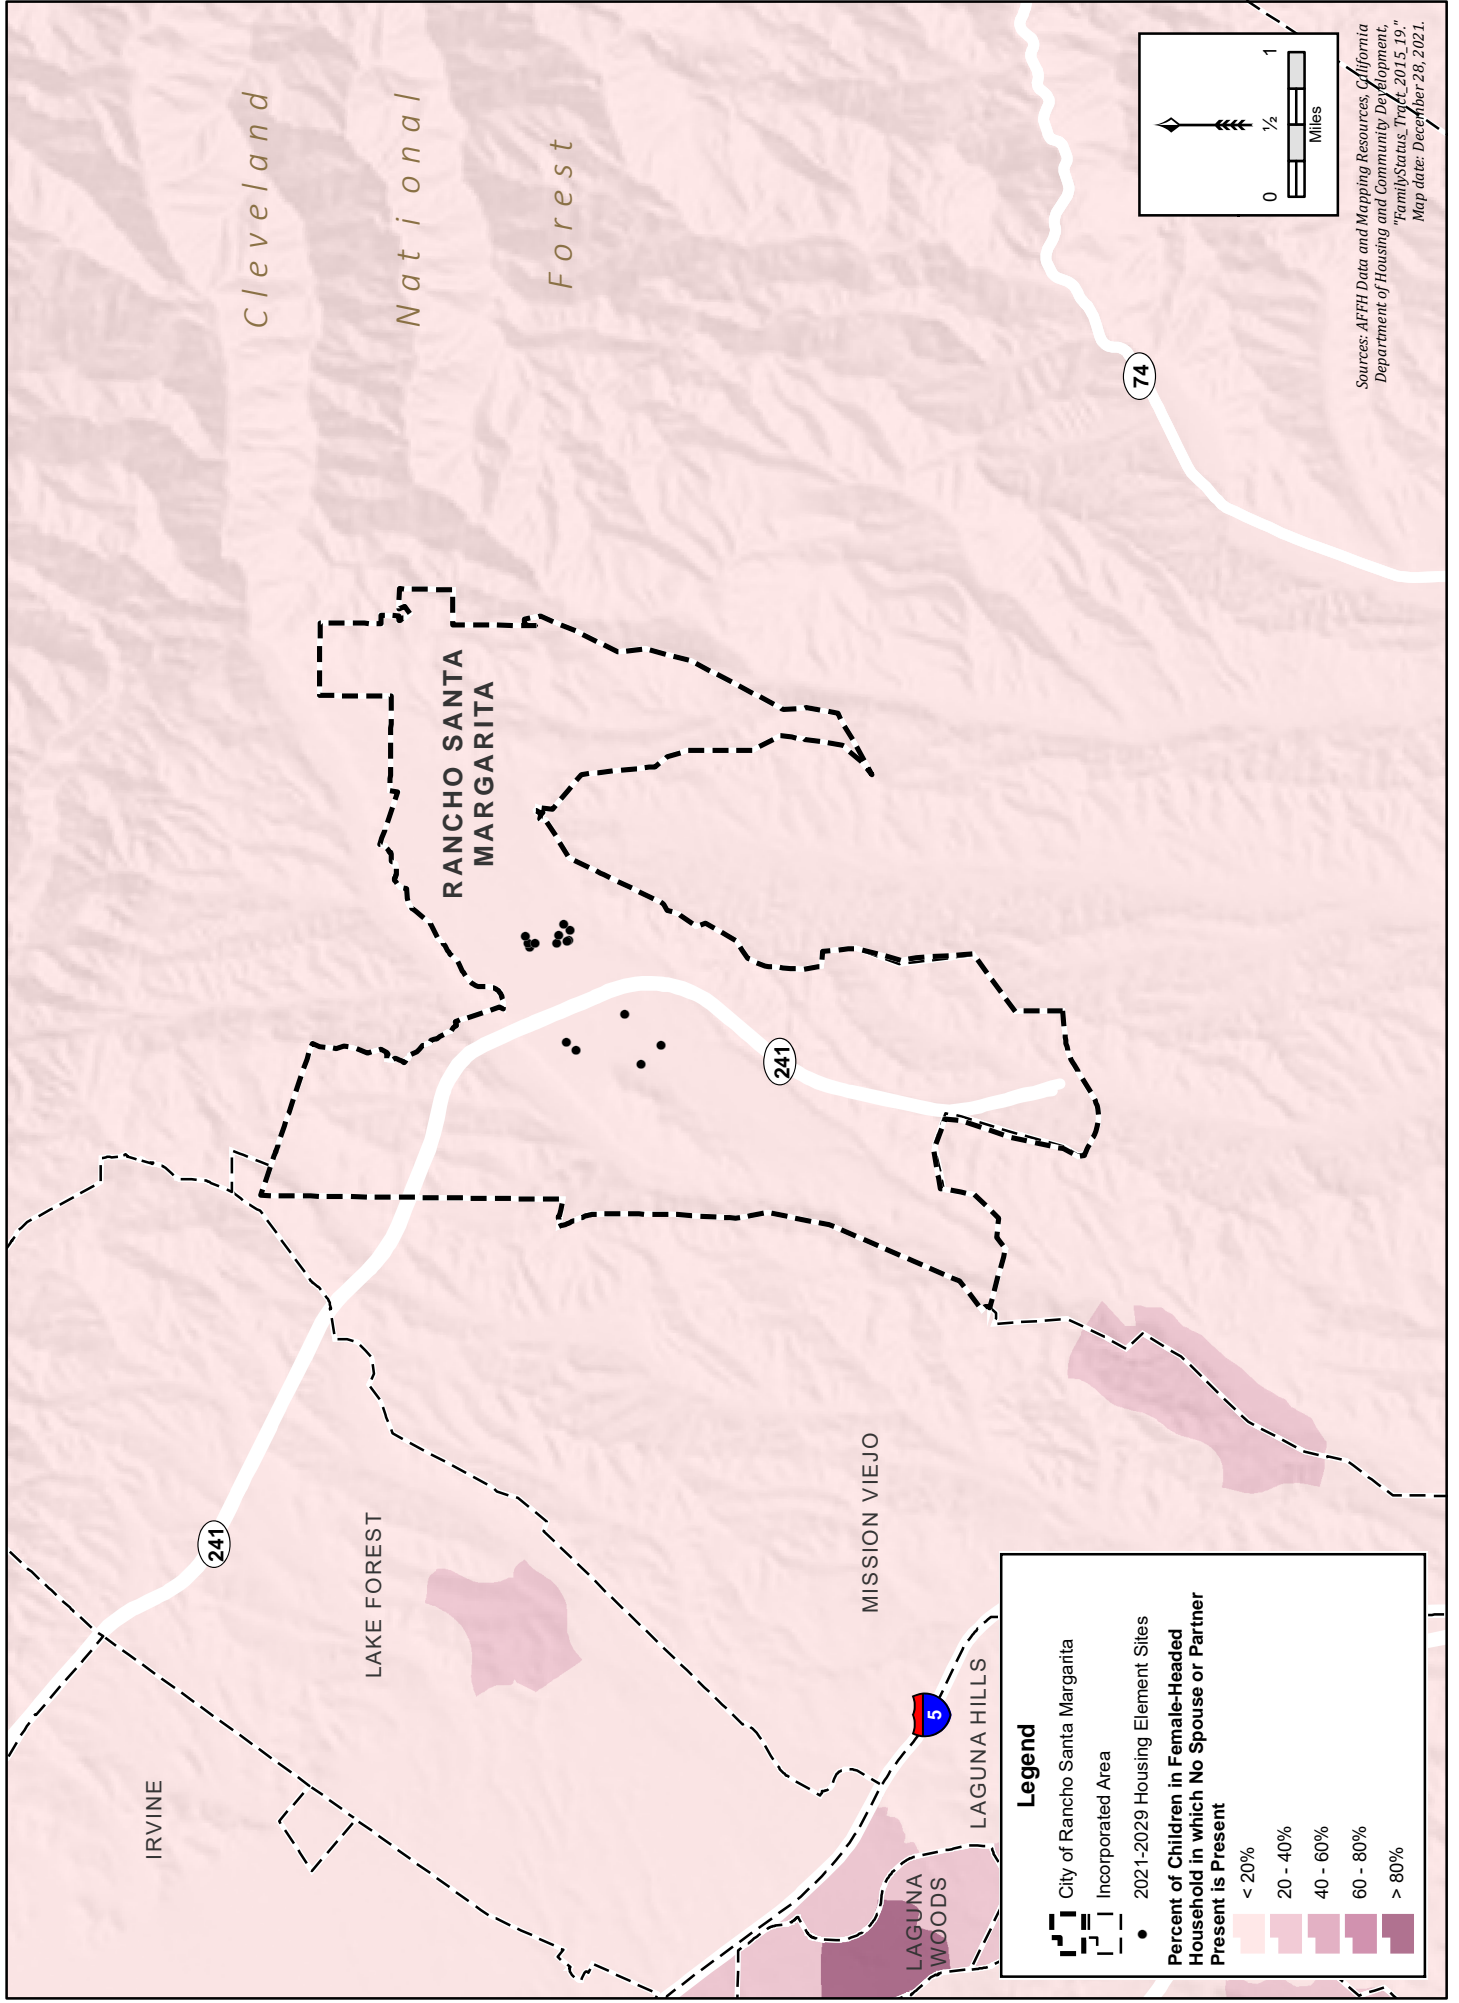 Cleveland
National
Forest
RANCHO SANTA
MARGARITA
IRVINE
LAKE FOREST
MISSION VIEJO
LAGUNA HILLS
LAGUNA
WOODS
241
241
74
5
Legend
City of Rancho Santa Margarita
Incorporated Area
2021-2029 Housing Element Sites
Percent of Children in Female-Headed
Household in which No Spouse or Partner
Present is Present
< 20%
20 - 40%
40 - 60%
60 - 80%
> 80%
0 ½ 1
Miles
Sources: AFFH Data and Mapping Resources, California
Department of Housing and Community Development,
"FamilyStatus_Tract_2015_19."
Map date: December 28, 2021.